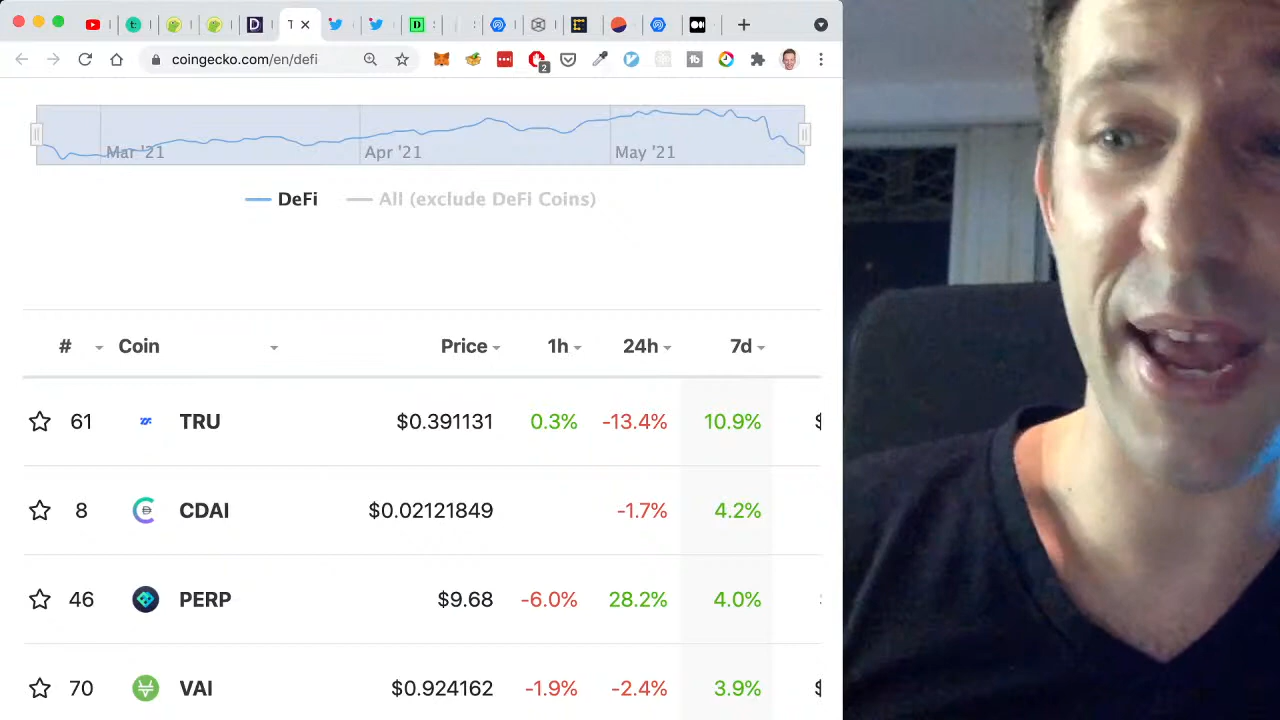 coingecko.com/en/defi
2
Mar '21 Apr '21 May '21
DeFi All (exclude DeFi Coins)
# Coin Price 1h 24h 7d
61 TRU $0.391131 0.3% -13.4% 10.9% $
8 CDAI $0.02121849 -1.7% 4.2%
46 PERP $9.68 -6.0% 28.2% 4.0%
70 VAI $0.924162 -1.9% -2.4% 3.9% $